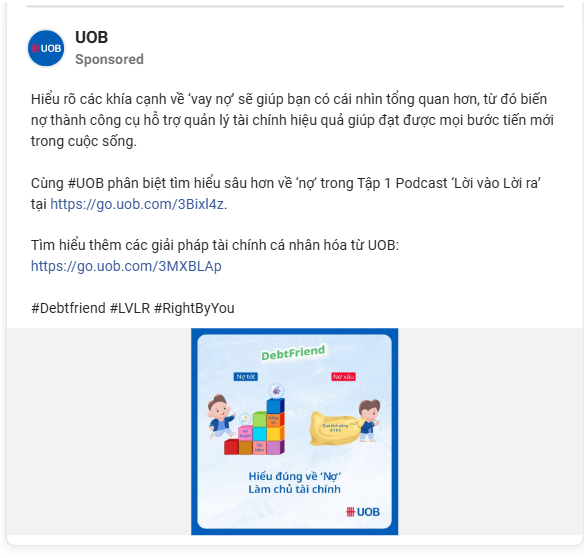 UOB
UOB
Sponsored
Hiểu rõ các khía cạnh về ‘vay nợ’ sẽ giúp bạn có cái nhìn tổng quan hơn, từ đó biến
nợ thành công cụ hỗ trợ quản lý tài chính hiệu quả giúp đạt được mọi bước tiến mới
trong cuộc sống.
Cùng #UOB phân biệt tìm hiểu sâu hơn về ‘nợ’ trong Tập 1 Podcast ‘Lời vào Lời ra’
tại https://go.uob.com/3Bixl4z.
Tìm hiểu thêm các giải pháp tài chính cá nhân hóa từ UOB:
https://go.uob.com/3MXBLAp
#Debtfriend #LVLR #RightByYou
DebtFriend
Nợ tốt
Nợ xấu
Hiểu đúng về ‘Nợ’
Làm chủ tài chính
UOB